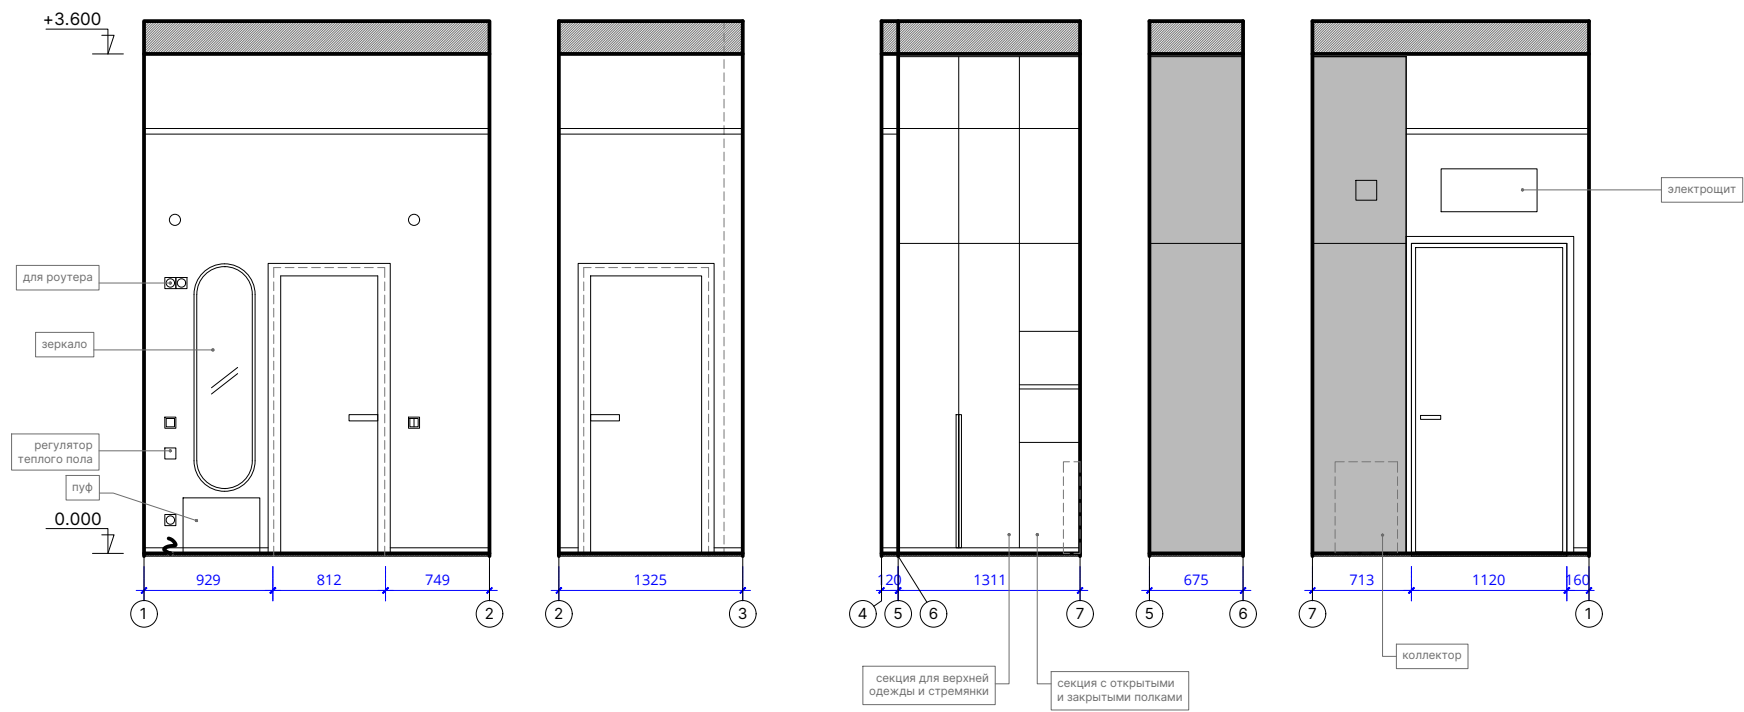 +3.600
для роутера
зеркало
регулятор
теплого пола
пуф
0.000
929
812
749
1
2
1325
2
3
120
1311
4
5
6
7
675
5
6
713
1120
160
7
1
электрощит
коллектор
секция для верхней
одежды и стремянки
секция с открытыми
и закрытыми полками